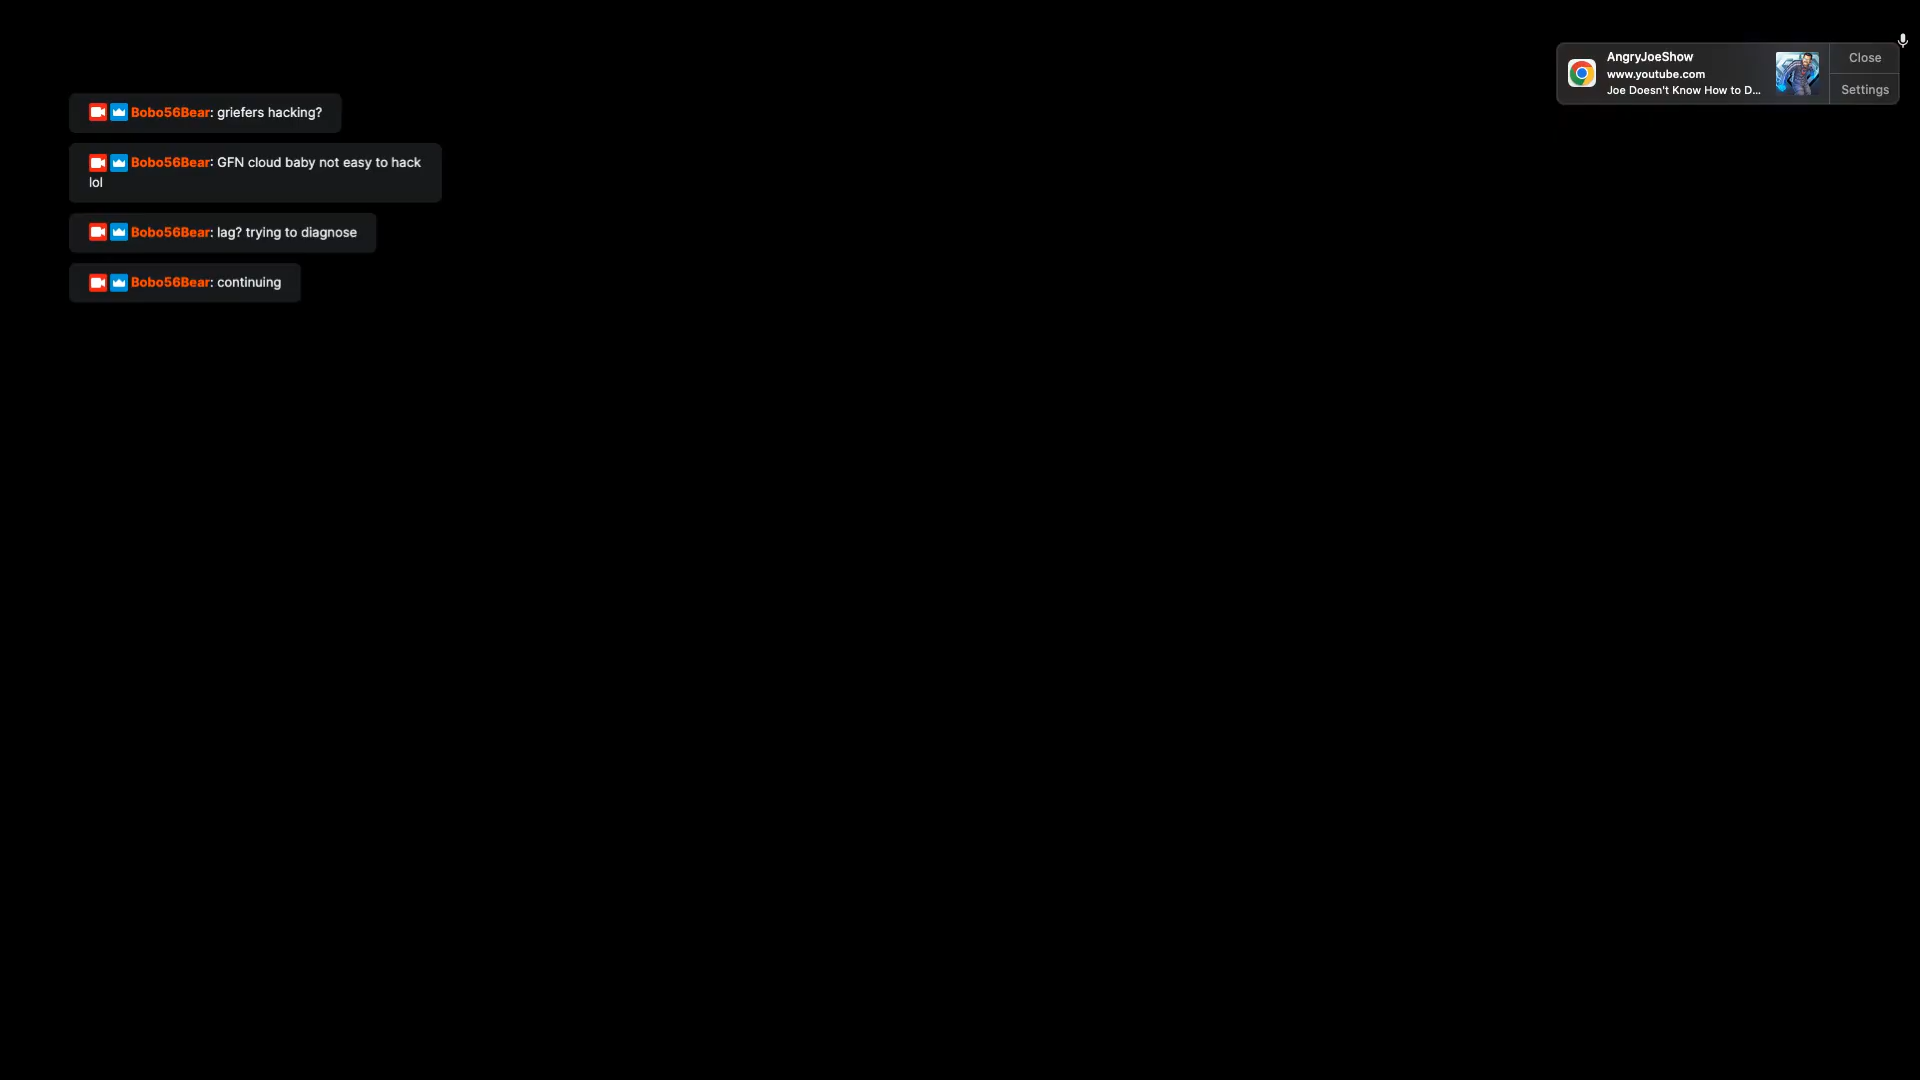 Bobo56Bear: griefers hacking?
Bobo56Bear: GFN cloud baby not easy to hack
lol
Bobo56Bear: lag? trying to diagnose
Bobo56Bear: continuing
AngryJoeShow
www.youtube.com
Joe Doesn't Know How to D...
Close
Settings